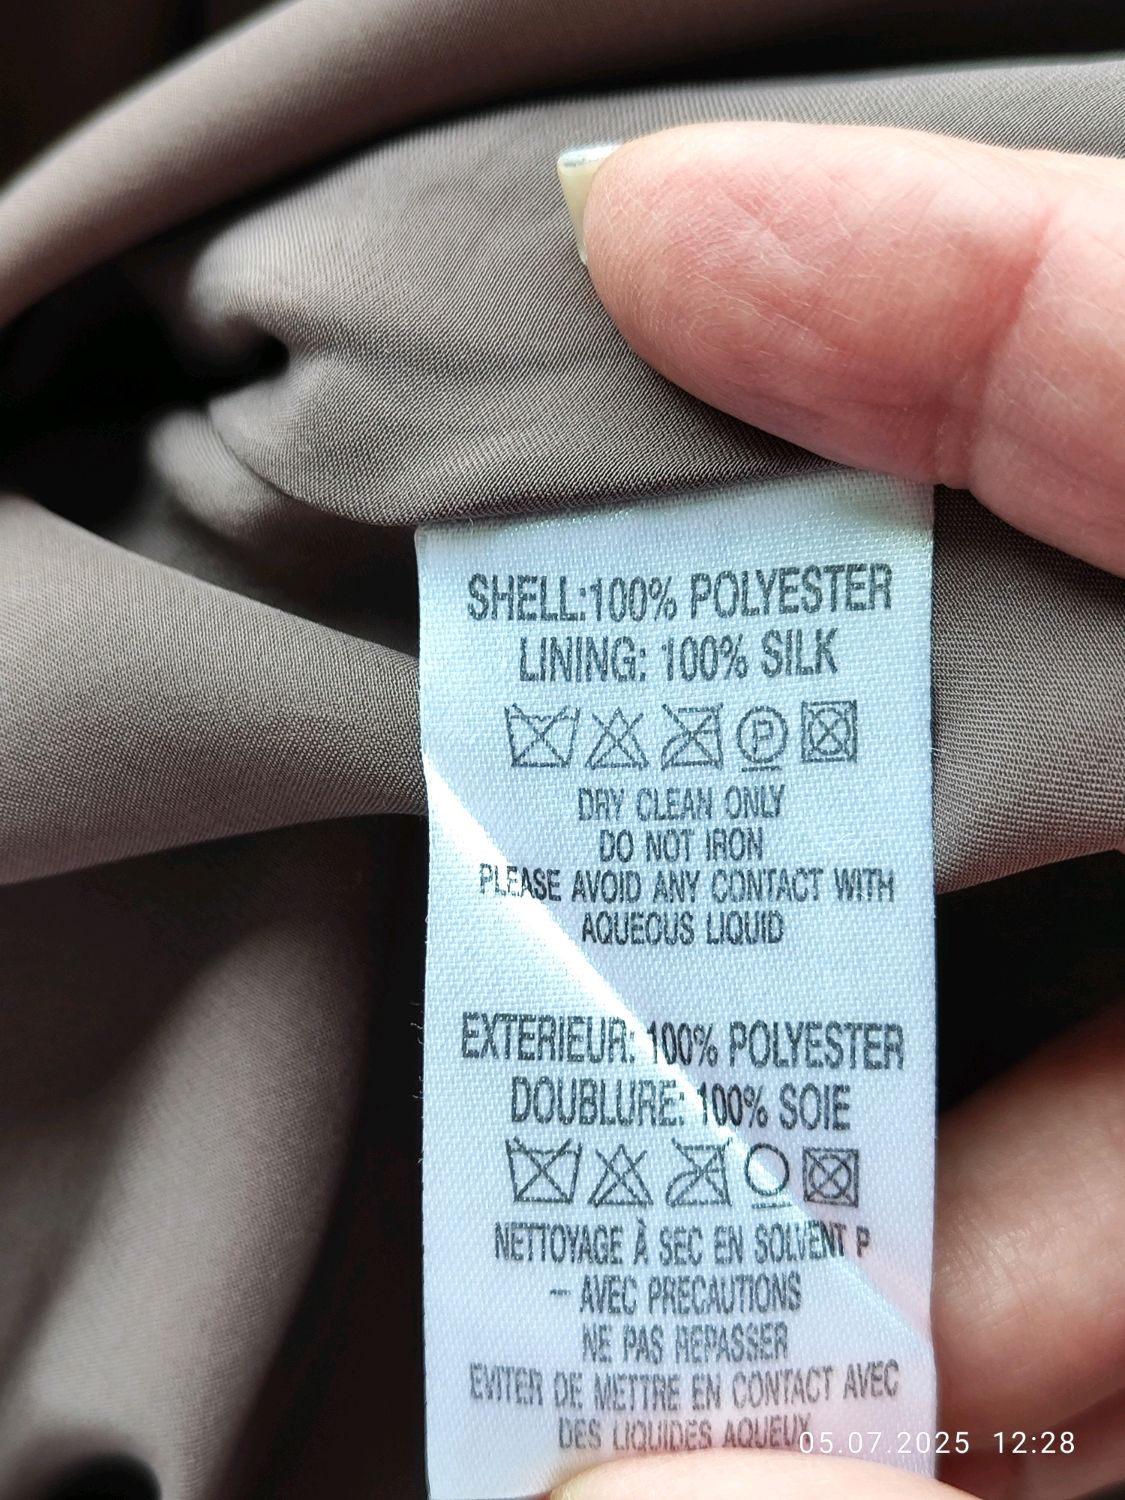 SHELL:100% POLYESTER
LINING: 100% SILK
P
DRY CLEAN ONLY
DO NOT IRON
PLEASE AVOID ANY CONTACT WITH
AQUEOUS LIQUID
EXTERIEUR: 100% POLYESTER
DOUBLURE: 100% SOIE
NETTOYAGE À SEC EN SOLVENT P
– AVEC PRECAUTIONS
NE PAS REPASSER
EVITER DE METTRE EN CONTACT AVEC
DES LIQUIDES AQUEUX
05.07.2025 12:28